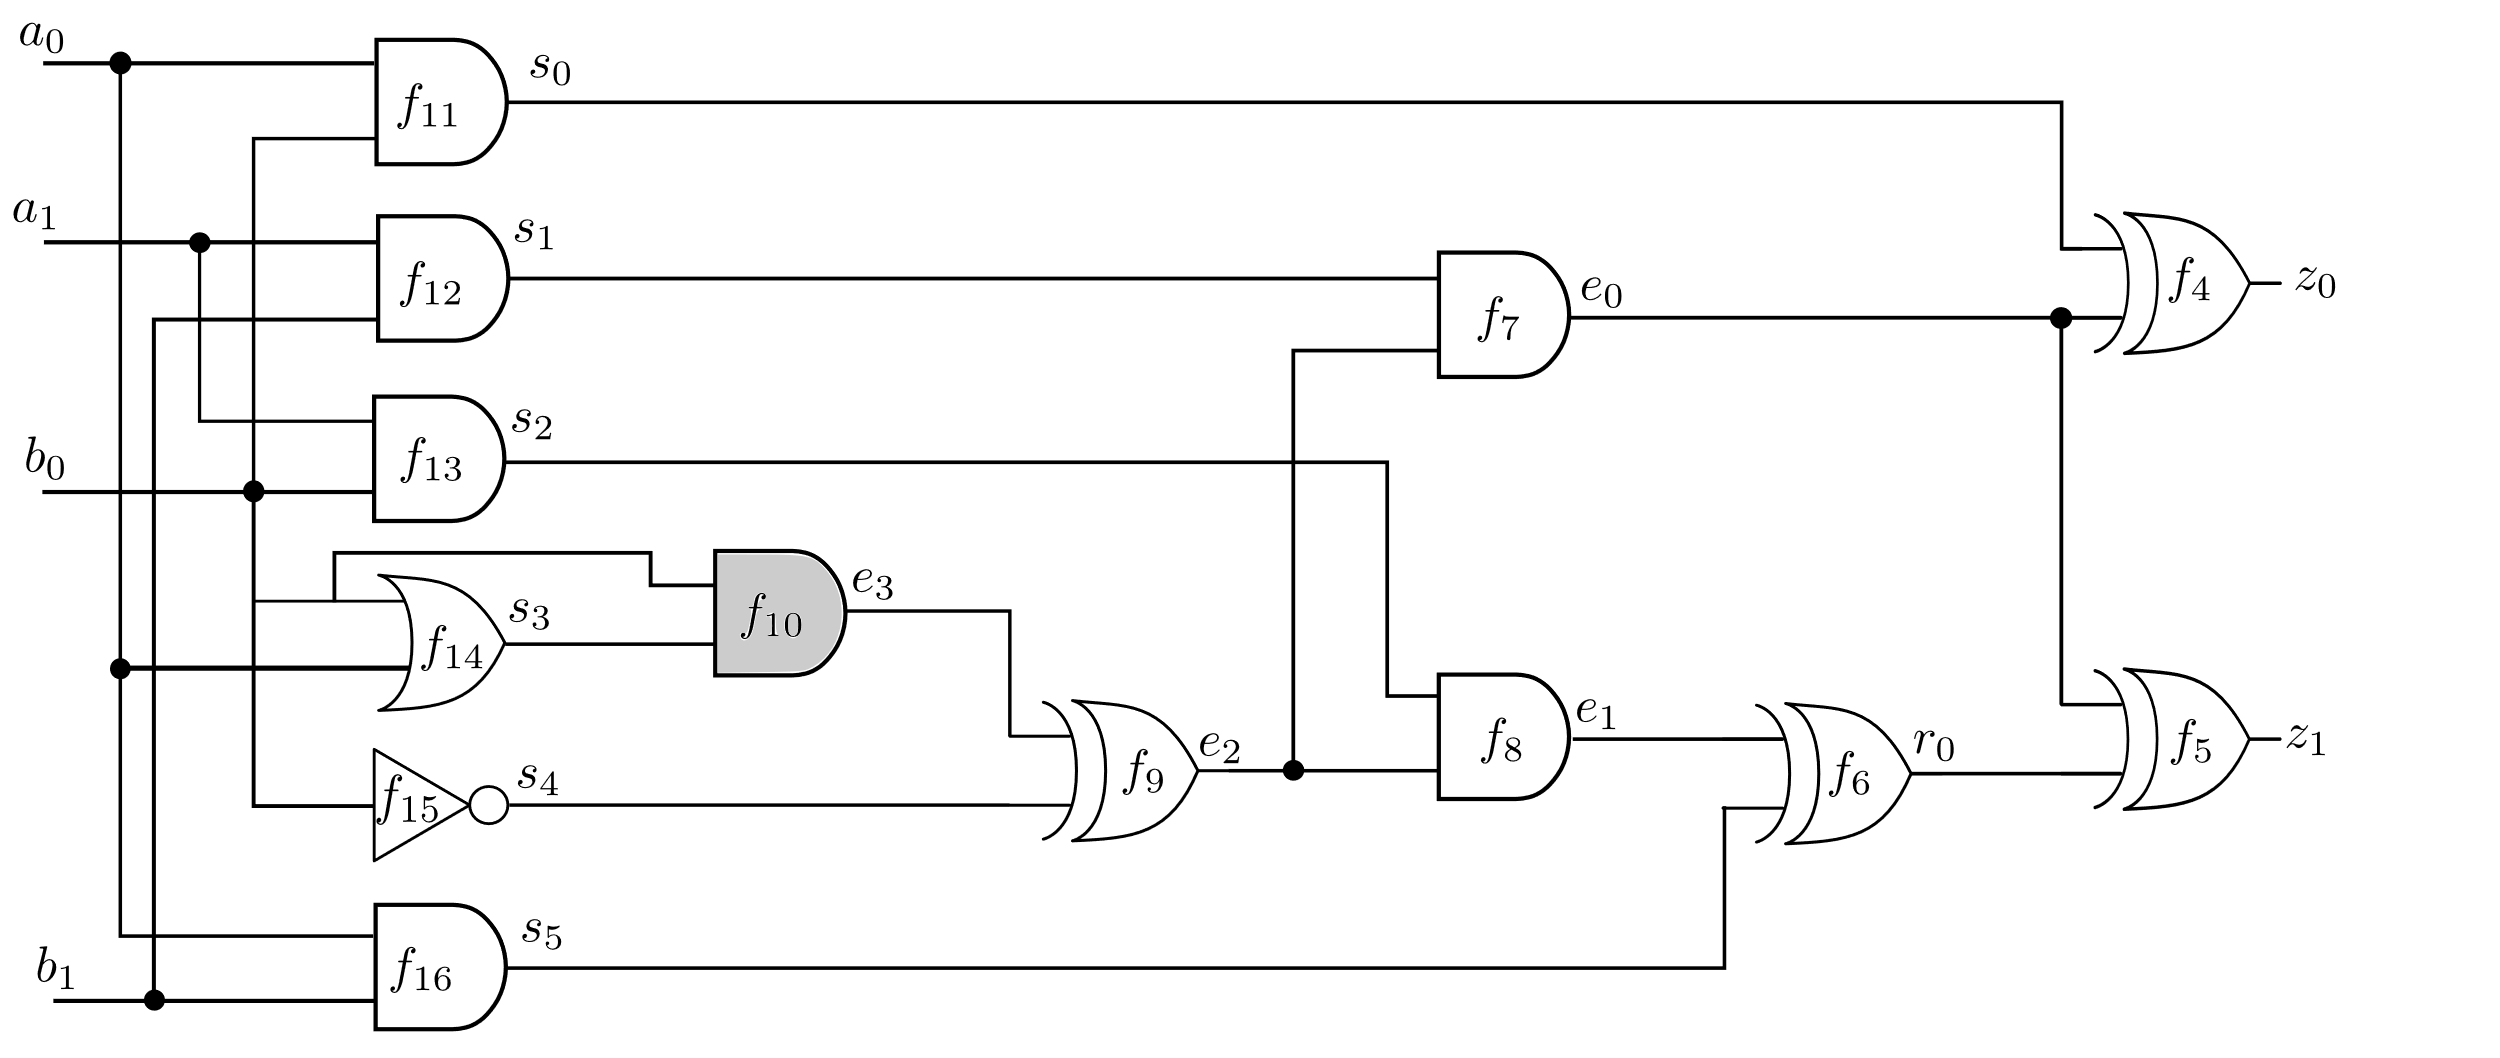 a₀
f₁₁
s₀
a₁
f₁₂
s₁
f₇
e₀
f₄
z₀
b₀
f₁₃
s₂
f₁₄
s₃
f₁₀
e₃
f₁₅
s₄
f₉
e₂
f₈
e₁
f₆
r₀
f₅
z₁
b₁
f₁₆
s₅